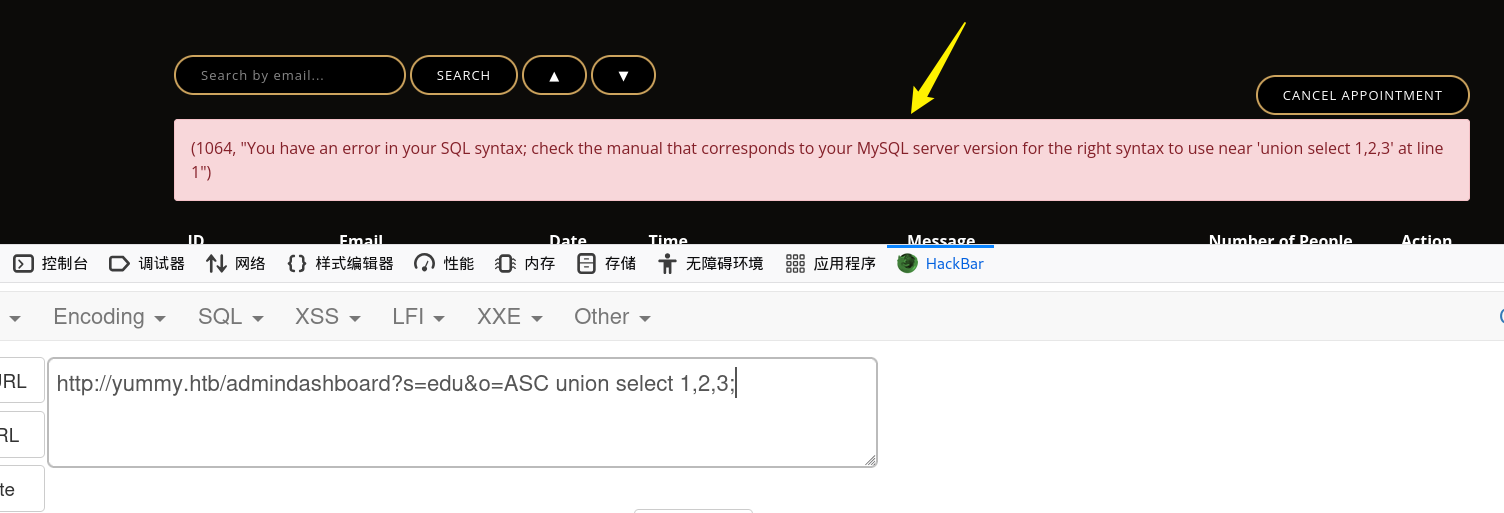 Search by email... SEARCH ▲ ▼
CANCEL APPOINTMENT
(1064, "You have an error in your SQL syntax; check the manual that corresponds to your MySQL server version for the right syntax to use near 'union select 1,2,3' at line
1")
ID Email Date Time Message Number of People Action
控制台 调试器 网络 样式编辑器 性能 内存 存储 无障碍环境 应用程序 HackBar
Encoding SQL XSS LFI XXE Other
URL
http://yummy.htb/admindashboard?s=edu&o=ASC union select 1,2,3;
RL
te